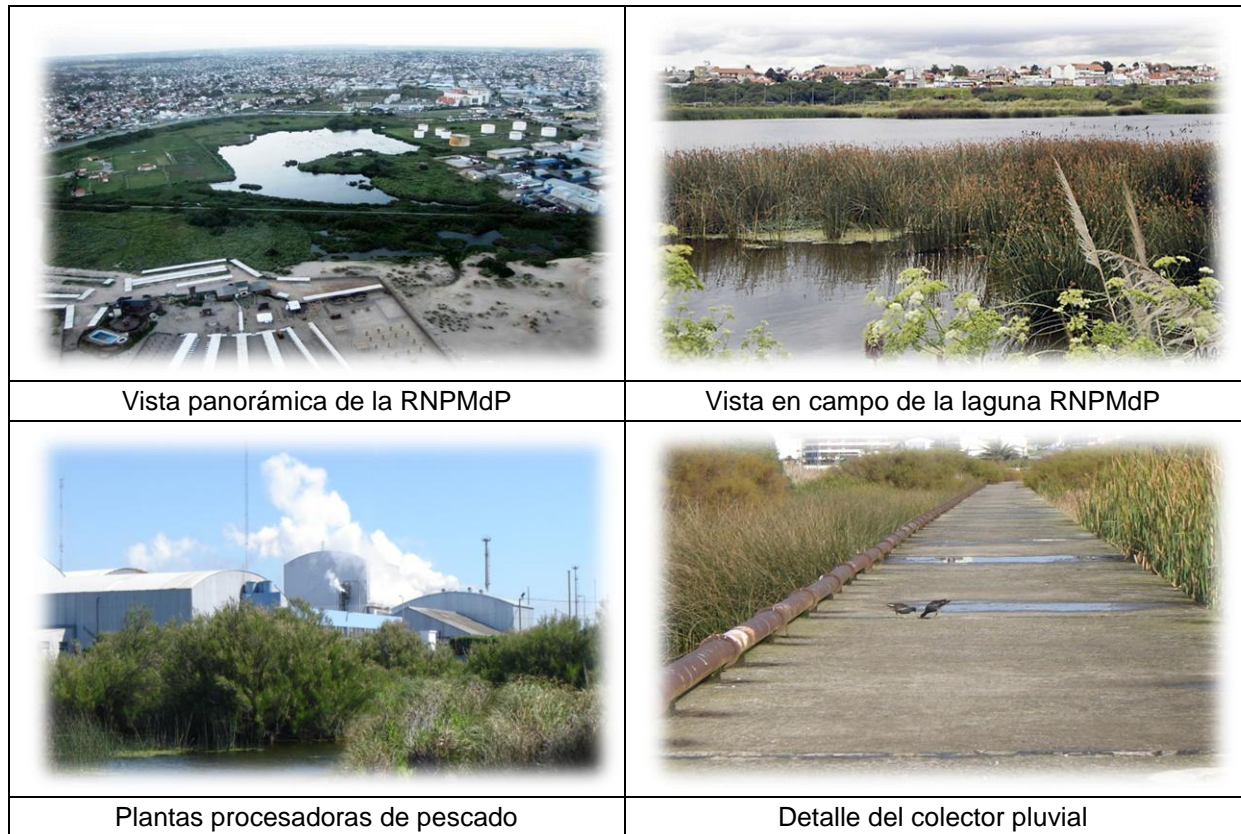 Vista panorámica de la RNPMdP
Vista en campo de la laguna RNPMdP
Plantas procesadoras de pescado
Detalle del colector pluvial